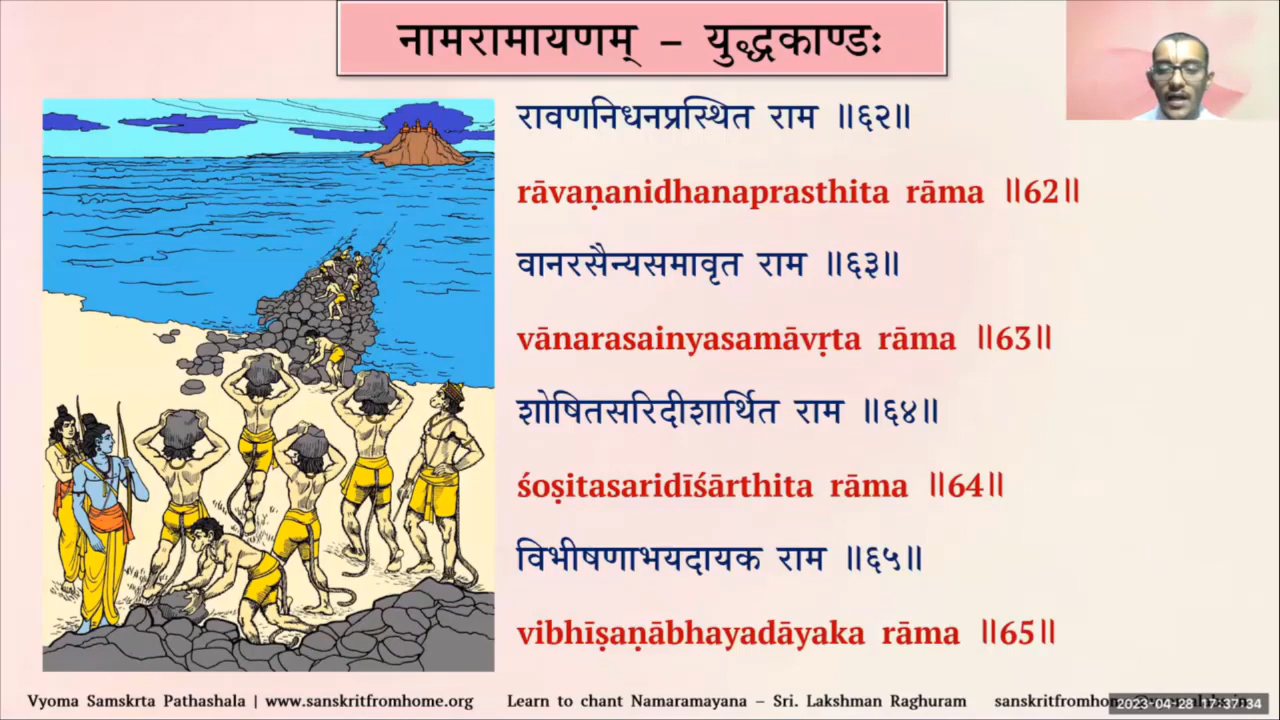 नामरामायणम् – युद्धकाण्डः
रावणनिधनप्रस्थित राम ॥६२॥
rāvaṇanidhanaprasthita rāma ॥62॥
वानरसैन्यसमावृत राम ॥६३॥
vānarasainyasamāvṛta rāma ॥63॥
शोषितसरिदीशार्थित राम ॥६४॥
śoṣitasaridīśārthita rāma ॥64॥
विभीषणाभयदायक राम ॥६५॥
vibhīṣaṇābhayadāyaka rāma ॥65॥
Vyoma Samskrta Pathashala | www.sanskritfromhome.org Learn to chant Namaramayana – Sri. Lakshman Raghuram
2023-04-28 17:37:34